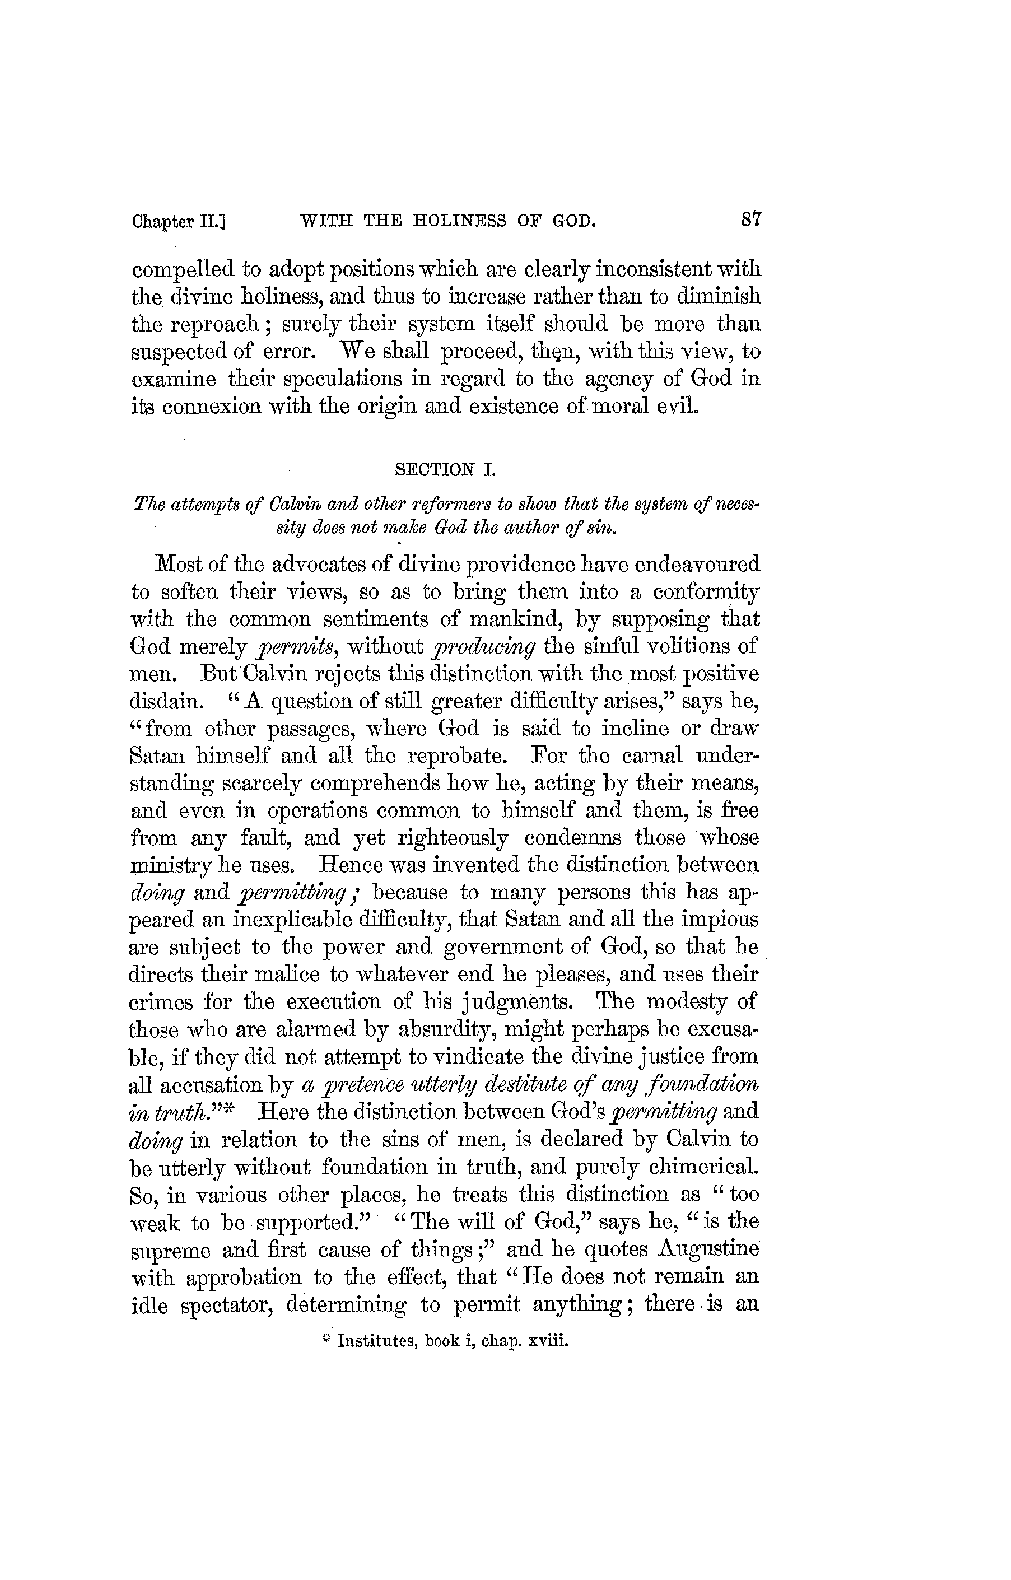 Chapter II.] WITH THE HOLINESS OF GOD. 87
compelled to adopt positions which are clearly inconsistent with
the divine holiness, and thus to increase rather than to diminish
the reproach; surely their system itself should be more than
suspected of error. We shall proceed, then, with this view, to
examine their speculations in regard to the agency of God in
its connexion with the origin and existence of moral evil.
SECTION I.
The attempts of Calvin and other reformers to show that the system of neces-
sity does not make God the author of sin.
Most of the advocates of divine providence have endeavoured
to soften their views, so as to bring them into a conformity
with the common sentiments of mankind, by supposing that
God merely permits, without producing the sinful volitions of
men. But Calvin rejects this distinction with the most positive
disdain. "A question of still greater difficulty arises," says he,
"from other passages, where God is said to incline or draw
Satan himself and all the reprobate. For the carnal under-
standing scarcely comprehends how he, acting by their means,
and even in operations common to himself and them, is free
from any fault, and yet righteously condemns those whose
ministry he uses. Hence was invented the distinction between
doing and permitting; because to many persons this has ap-
peared an inexplicable difficulty, that Satan and all the impious
are subject to the power and government of God, so that he
directs their malice to whatever end he pleases, and uses their
crimes for the execution of his judgments. The modesty of
those who are alarmed by absurdity, might perhaps be excusa-
ble, if they did not attempt to vindicate the divine justice from
all accusation by a pretence utterly destitute of any foundation
in truth."* Here the distinction between God's permitting and
doing in relation to the sins of men, is declared by Calvin to
be utterly without foundation in truth, and purely chimerical.
So, in various other places, he treats this distinction as "too
weak to be supported." "The will of God," says he, "is the
supreme and first cause of things;" and he quotes Augustine
with approbation to the effect, that "He does not remain an
idle spectator, determining to permit anything; there is an
* Institutes, book i, chap. xviii.